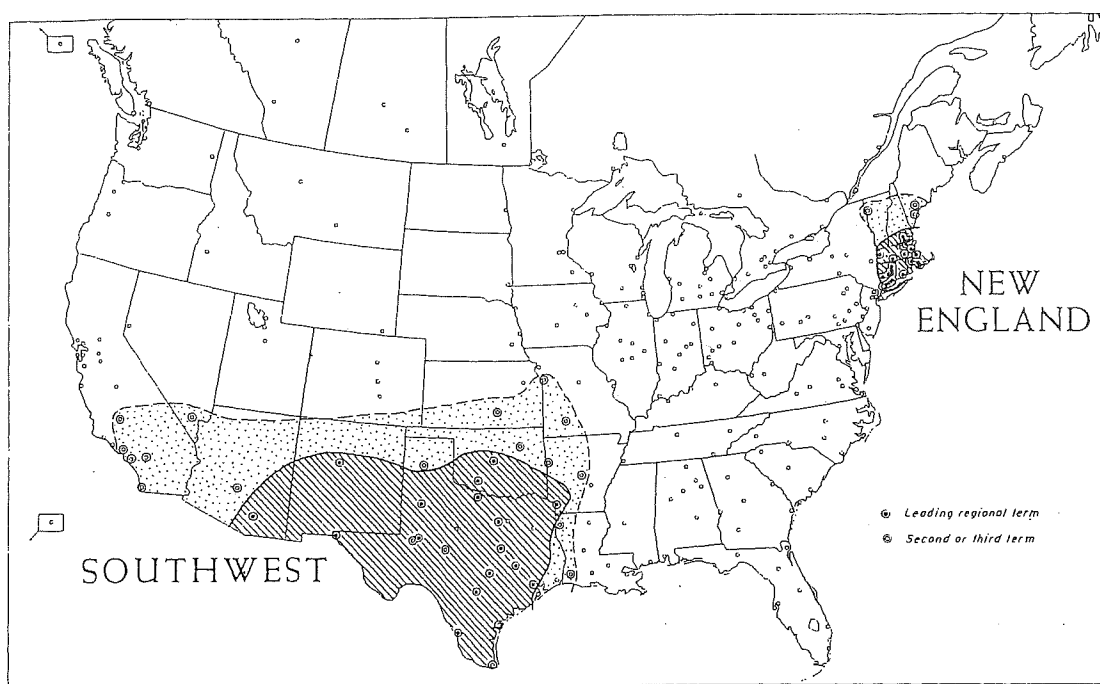 NEW
ENGLAND
Leading regional term
Second or third term
SOUTHWEST